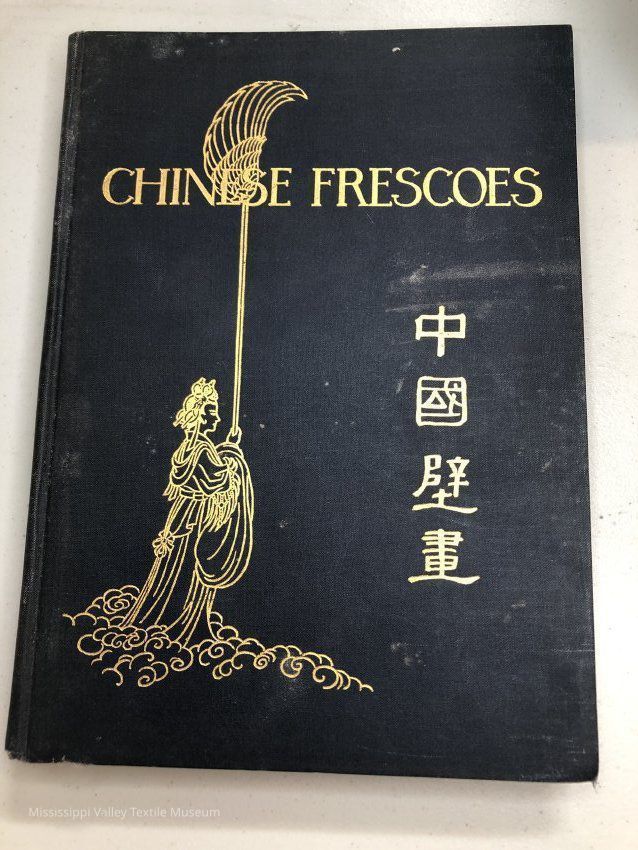 CHINESE FRESCOES
中國壁畫
Mississippi Valley Textile Museum